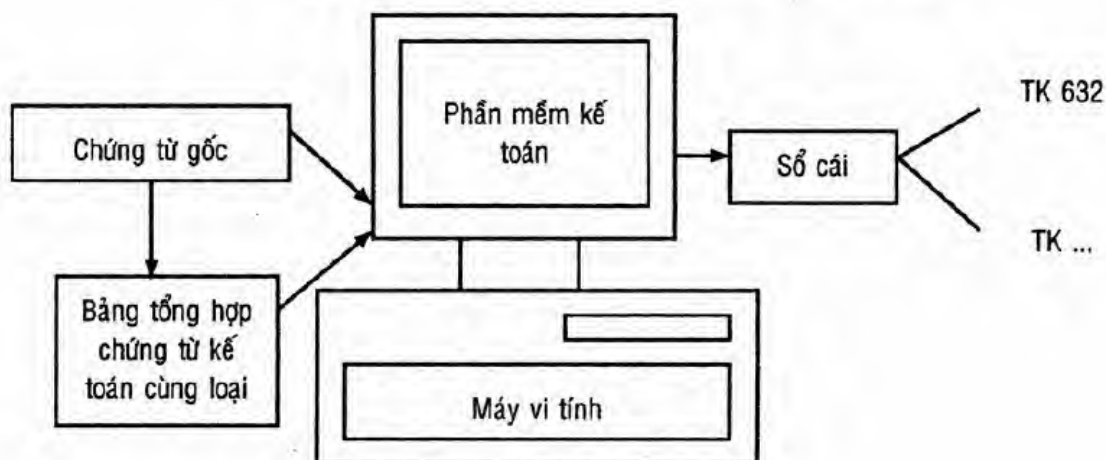 Chứng từ gốc
Bảng tổng hợp
chứng từ kế
toán cùng loại
Phần mềm kế
toán
Máy vi tính
Sổ cái
TK 632
TK ...